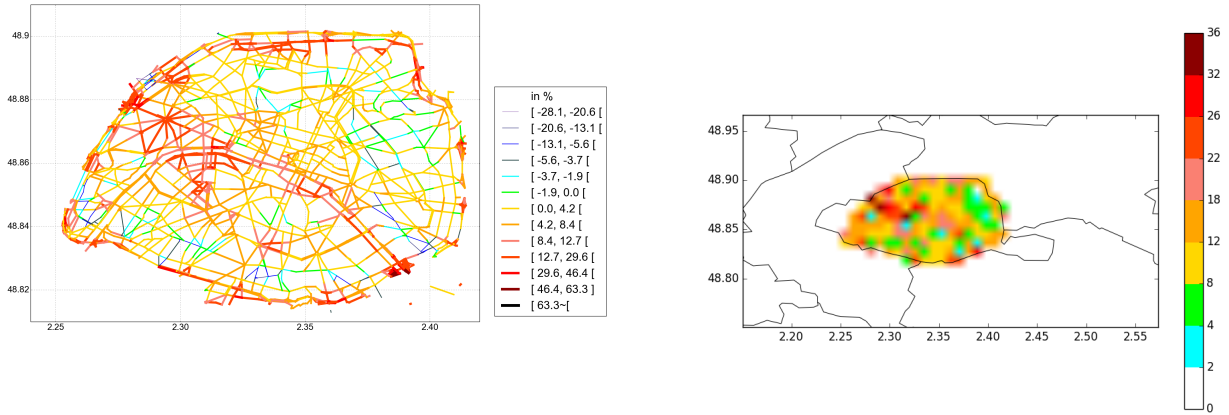 48.9
48.88
48.86
48.84
48.82
2.25
2.30
2.35
2.40
in %
[ -28.1, -20.6 [
[ -20.6, -13.1 [
[ -13.1, -5.6 [
[ -5.6, -3.7 [
[ -3.7, -1.9 [
[ -1.9, 0.0 [
[ 0.0, 4.2 [
[ 4.2, 8.4 [
[ 8.4, 12.7 [
[ 12.7, 29.6 [
[ 29.6, 46.4 [
[ 46.4, 63.3 ]
[ 63.3~[
48.95
48.90
48.85
48.80
2.20
2.25
2.30
2.35
2.40
2.45
2.50
2.55
36
32
26
22
18
12
8
4
2
0